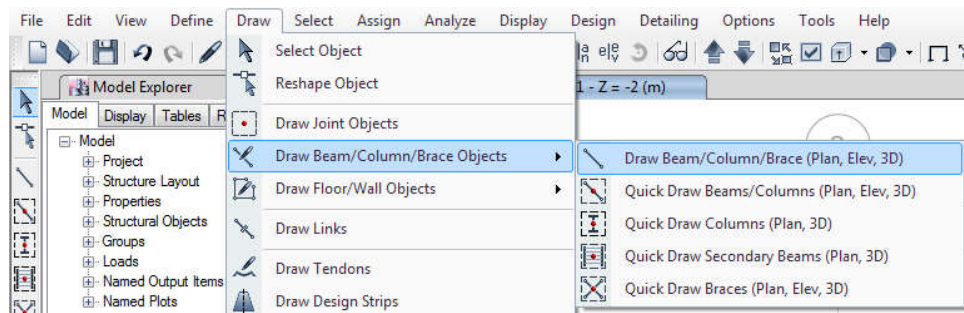 File Edit View Define Draw Select Assign Analyze Display Design Detailing Options Tools Help
Select Object
Model Explorer
Reshape Object
1 - Z = -2 (m)
Model Display Tables R
Draw Joint Objects
Model
Project
Draw Beam/Column/Brace Objects
Draw Beam/Column/Brace (Plan, Elev, 3D)
Structure Layout
Properties
Draw Floor/Wall Objects
Quick Draw Beams/Columns (Plan, Elev, 3D)
Structural Objects
Groups
Draw Links
Quick Draw Columns (Plan, 3D)
Loads
Quick Draw Secondary Beams (Plan, 3D)
Named Output Items
Draw Tendons
Named Plots
Quick Draw Braces (Plan, Elev, 3D)
Draw Design Strips